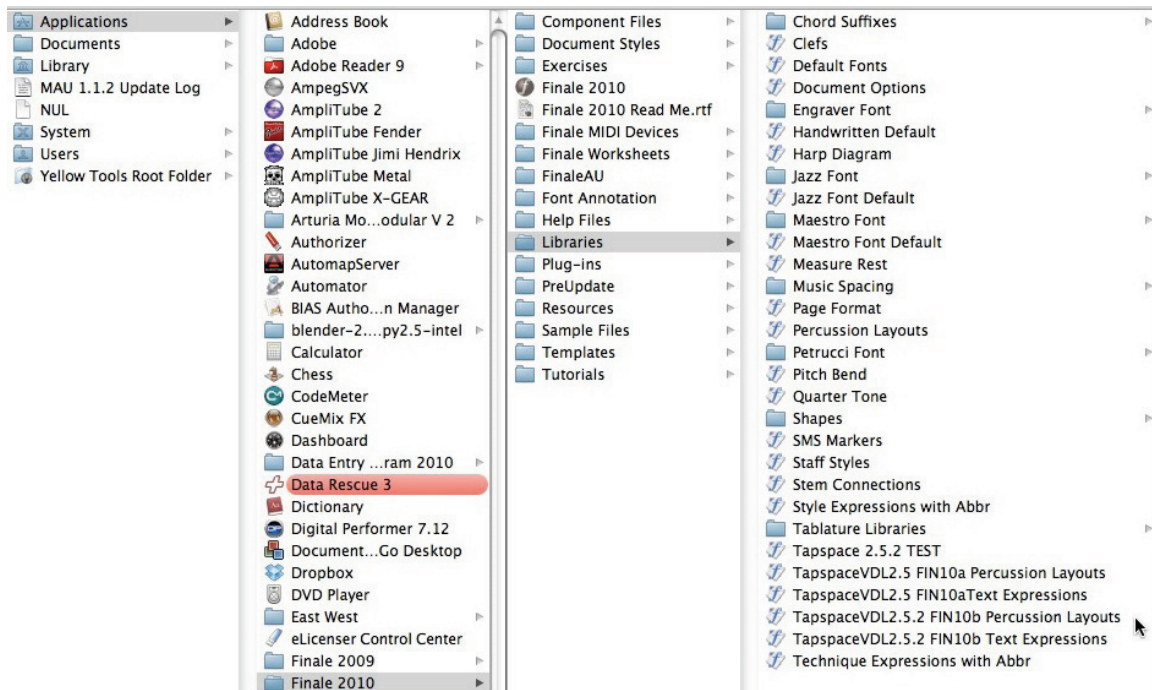 Applications
Documents
Library
MAU 1.1.2 Update Log
NUL
System
Users
Yellow Tools Root Folder
Address Book
Adobe
Adobe Reader 9
AmpegSVX
AmpliTube 2
AmpliTube Fender
AmpliTube Jimi Hendrix
AmpliTube Metal
AmpliTube X-GEAR
Arturia Mo...odular V 2
Authorizer
AutomapServer
Automator
BIAS Autho...n Manager
blender-2....py2.5-intel
Calculator
Chess
CodeMeter
CueMix FX
Dashboard
Data Entry ...ram 2010
Data Rescue 3
Dictionary
Digital Performer 7.12
Document...Go Desktop
Dropbox
DVD Player
East West
eLicenser Control Center
Finale 2009
Finale 2010
Component Files
Document Styles
Exercises
Finale 2010
Finale 2010 Read Me.rtf
Finale MIDI Devices
Finale Worksheets
FinaleAU
Font Annotation
Help Files
Libraries
Plug-ins
PreUpdate
Resources
Sample Files
Templates
Tutorials
Chord Suffixes
Clefs
Default Fonts
Document Options
Engraver Font
Handwritten Default
Harp Diagram
Jazz Font
Jazz Font Default
Maestro Font
Maestro Font Default
Measure Rest
Music Spacing
Page Format
Percussion Layouts
Petrucci Font
Pitch Bend
Quarter Tone
Shapes
SMS Markers
Staff Styles
Stem Connections
Style Expressions with Abbr
Tablature Libraries
Tapspace 2.5.2 TEST
TapspaceVDL2.5 FIN10a Percussion Layouts
TapspaceVDL2.5 FIN10aText Expressions
TapspaceVDL2.5.2 FIN10b Percussion Layouts
TapspaceVDL2.5.2 FIN10b Text Expressions
Technique Expressions with Abbr